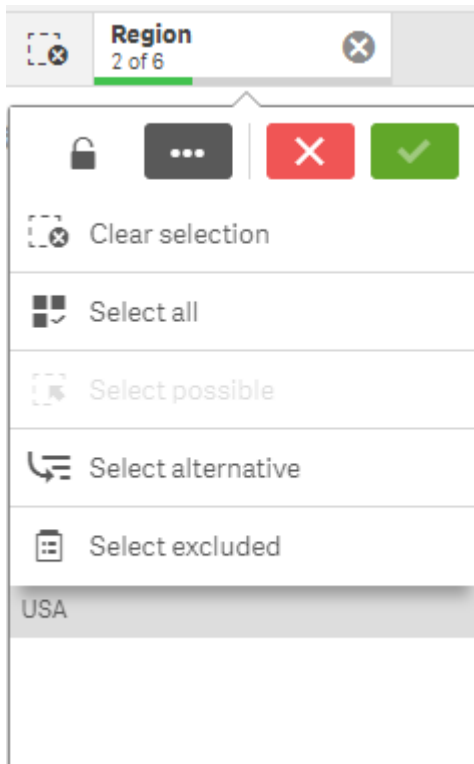 Region
2 of 6
Clear selection
Select all
Select possible
Select alternative
Select excluded
USA